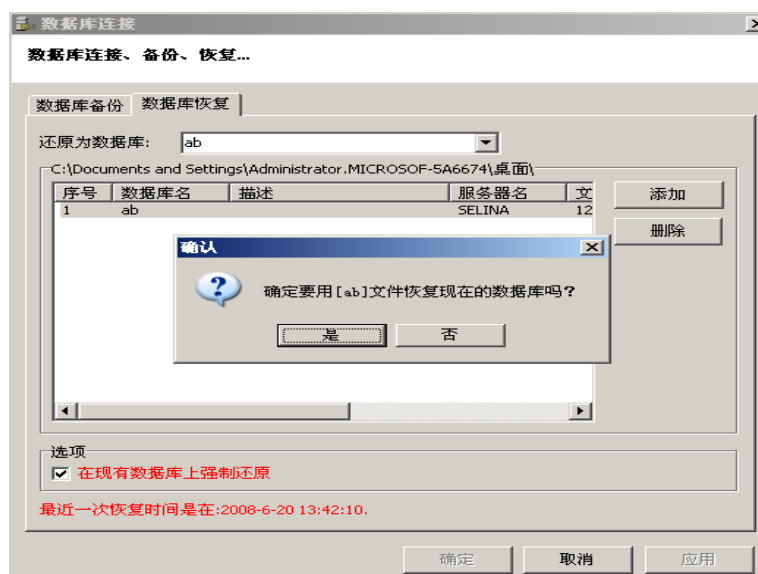 数据库连接
数据库连接、备份、恢复...
数据库备份 数据库恢复
还原为数据库: ab
C:\Documents and Settings\Administrator.MICROSOF-5A6674\桌面\
序号 数据库名 描述 服务器名 文
1 ab SELINA 12
添加
删除
确认
确定要用[ab]文件恢复现在的数据库吗?
是 否
选项
在现有数据库上强制还原
最近一次恢复时间是在:2008-6-20 13:42:10.
确定 取消 应用